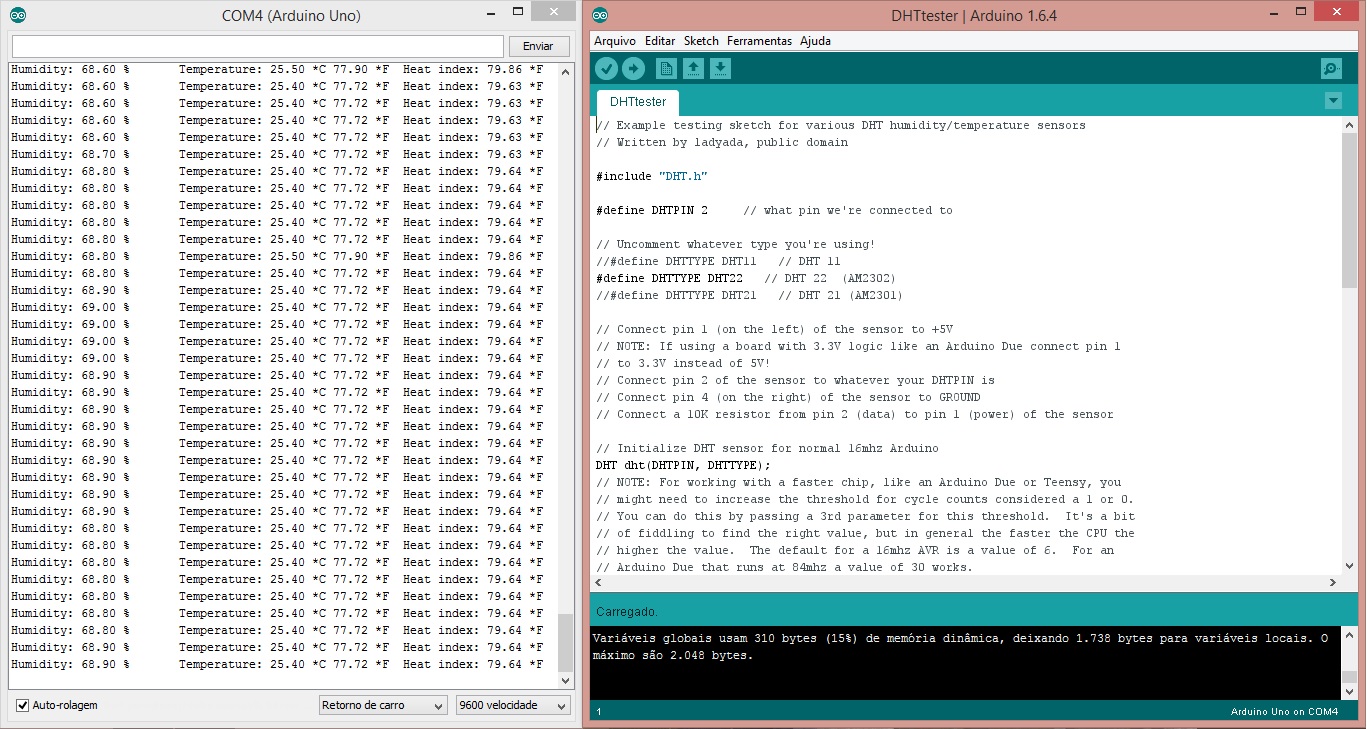 COM4 (Arduino Uno)
Enviar
Humidity: 68.60 %	Temperature: 25.50 *C 77.90 *F	Heat index: 79.86 *F
Humidity: 68.60 %	Temperature: 25.40 *C 77.72 *F	Heat index: 79.63 *F
Humidity: 68.60 %	Temperature: 25.40 *C 77.72 *F	Heat index: 79.63 *F
Humidity: 68.60 %	Temperature: 25.40 *C 77.72 *F	Heat index: 79.63 *F
Humidity: 68.60 %	Temperature: 25.40 *C 77.72 *F	Heat index: 79.63 *F
Humidity: 68.70 %	Temperature: 25.40 *C 77.72 *F	Heat index: 79.63 *F
Humidity: 68.80 %	Temperature: 25.40 *C 77.72 *F	Heat index: 79.64 *F
Humidity: 68.80 %	Temperature: 25.40 *C 77.72 *F	Heat index: 79.64 *F
Humidity: 68.80 %	Temperature: 25.40 *C 77.72 *F	Heat index: 79.64 *F
Humidity: 68.80 %	Temperature: 25.40 *C 77.72 *F	Heat index: 79.64 *F
Humidity: 68.80 %	Temperature: 25.40 *C 77.72 *F	Heat index: 79.64 *F
Humidity: 68.80 %	Temperature: 25.50 *C 77.90 *F	Heat index: 79.86 *F
Humidity: 68.80 %	Temperature: 25.40 *C 77.72 *F	Heat index: 79.64 *F
Humidity: 68.90 %	Temperature: 25.40 *C 77.72 *F	Heat index: 79.64 *F
Humidity: 69.00 %	Temperature: 25.40 *C 77.72 *F	Heat index: 79.64 *F
Humidity: 69.00 %	Temperature: 25.40 *C 77.72 *F	Heat index: 79.64 *F
Humidity: 69.00 %	Temperature: 25.40 *C 77.72 *F	Heat index: 79.64 *F
Humidity: 69.00 %	Temperature: 25.40 *C 77.72 *F	Heat index: 79.64 *F
Humidity: 68.90 %	Temperature: 25.40 *C 77.72 *F	Heat index: 79.64 *F
Humidity: 68.90 %	Temperature: 25.40 *C 77.72 *F	Heat index: 79.64 *F
Humidity: 68.90 %	Temperature: 25.40 *C 77.72 *F	Heat index: 79.64 *F
Humidity: 68.90 %	Temperature: 25.40 *C 77.72 *F	Heat index: 79.64 *F
Humidity: 68.90 %	Temperature: 25.40 *C 77.72 *F	Heat index: 79.64 *F
Humidity: 68.90 %	Temperature: 25.40 *C 77.72 *F	Heat index: 79.64 *F
Humidity: 68.90 %	Temperature: 25.40 *C 77.72 *F	Heat index: 79.64 *F
Humidity: 68.90 %	Temperature: 25.40 *C 77.72 *F	Heat index: 79.64 *F
Humidity: 68.90 %	Temperature: 25.40 *C 77.72 *F	Heat index: 79.64 *F
Humidity: 68.80 %	Temperature: 25.40 *C 77.72 *F	Heat index: 79.64 *F
Humidity: 68.80 %	Temperature: 25.40 *C 77.72 *F	Heat index: 79.64 *F
Humidity: 68.80 %	Temperature: 25.40 *C 77.72 *F	Heat index: 79.64 *F
Humidity: 68.80 %	Temperature: 25.40 *C 77.72 *F	Heat index: 79.64 *F
Humidity: 68.80 %	Temperature: 25.40 *C 77.72 *F	Heat index: 79.64 *F
Humidity: 68.80 %	Temperature: 25.40 *C 77.72 *F	Heat index: 79.64 *F
Humidity: 68.80 %	Temperature: 25.40 *C 77.72 *F	Heat index: 79.64 *F
Humidity: 68.90 %	Temperature: 25.40 *C 77.72 *F	Heat index: 79.64 *F
Humidity: 68.90 %	Temperature: 25.40 *C 77.72 *F	Heat index: 79.64 *F
Auto-rolagem
Retorno de carro
9600 velocidade
DHTtester | Arduino 1.6.4
Arquivo Editar Sketch Ferramentas Ajuda
DHTtester
// Example testing sketch for various DHT humidity/temperature sensors
// Written by ladyada, public domain
#include "DHT.h"
#define DHTPIN 2     // what pin we're connected to
// Uncomment whatever type you're using!
//#define DHTTYPE DHT11   // DHT 11
#define DHTTYPE DHT22   // DHT 22  (AM2302)
//#define DHTTYPE DHT21   // DHT 21 (AM2301)
// Connect pin 1 (on the left) of the sensor to +5V
// NOTE: If using a board with 3.3V logic like an Arduino Due connect pin 1
// to 3.3V instead of 5V!
// Connect pin 2 of the sensor to whatever your DHTPIN is
// Connect pin 4 (on the right) of the sensor to GROUND
// Connect a 10K resistor from pin 2 (data) to pin 1 (power) of the sensor
// Initialize DHT sensor for normal 16mhz Arduino
DHT dht(DHTPIN, DHTTYPE);
// NOTE: For working with a faster chip, like an Arduino Due or Teensy, you
// might need to increase the threshold for cycle counts considered a 1 or 0.
// You can do this by passing a 3rd parameter for this threshold.  It's a bit
// of fiddling to find the right value, but in general the faster the CPU the
// higher the value.  The default for a 16mhz AVR is a value of 6.  For an
// Arduino Due that runs at 84mhz a value of 30 works.
Carregado.
Variáveis globais usam 310 bytes (15%) de memória dinâmica, deixando 1.738 bytes para variáveis locais. O
máximo são 2.048 bytes.
1
Arduino Uno on COM4